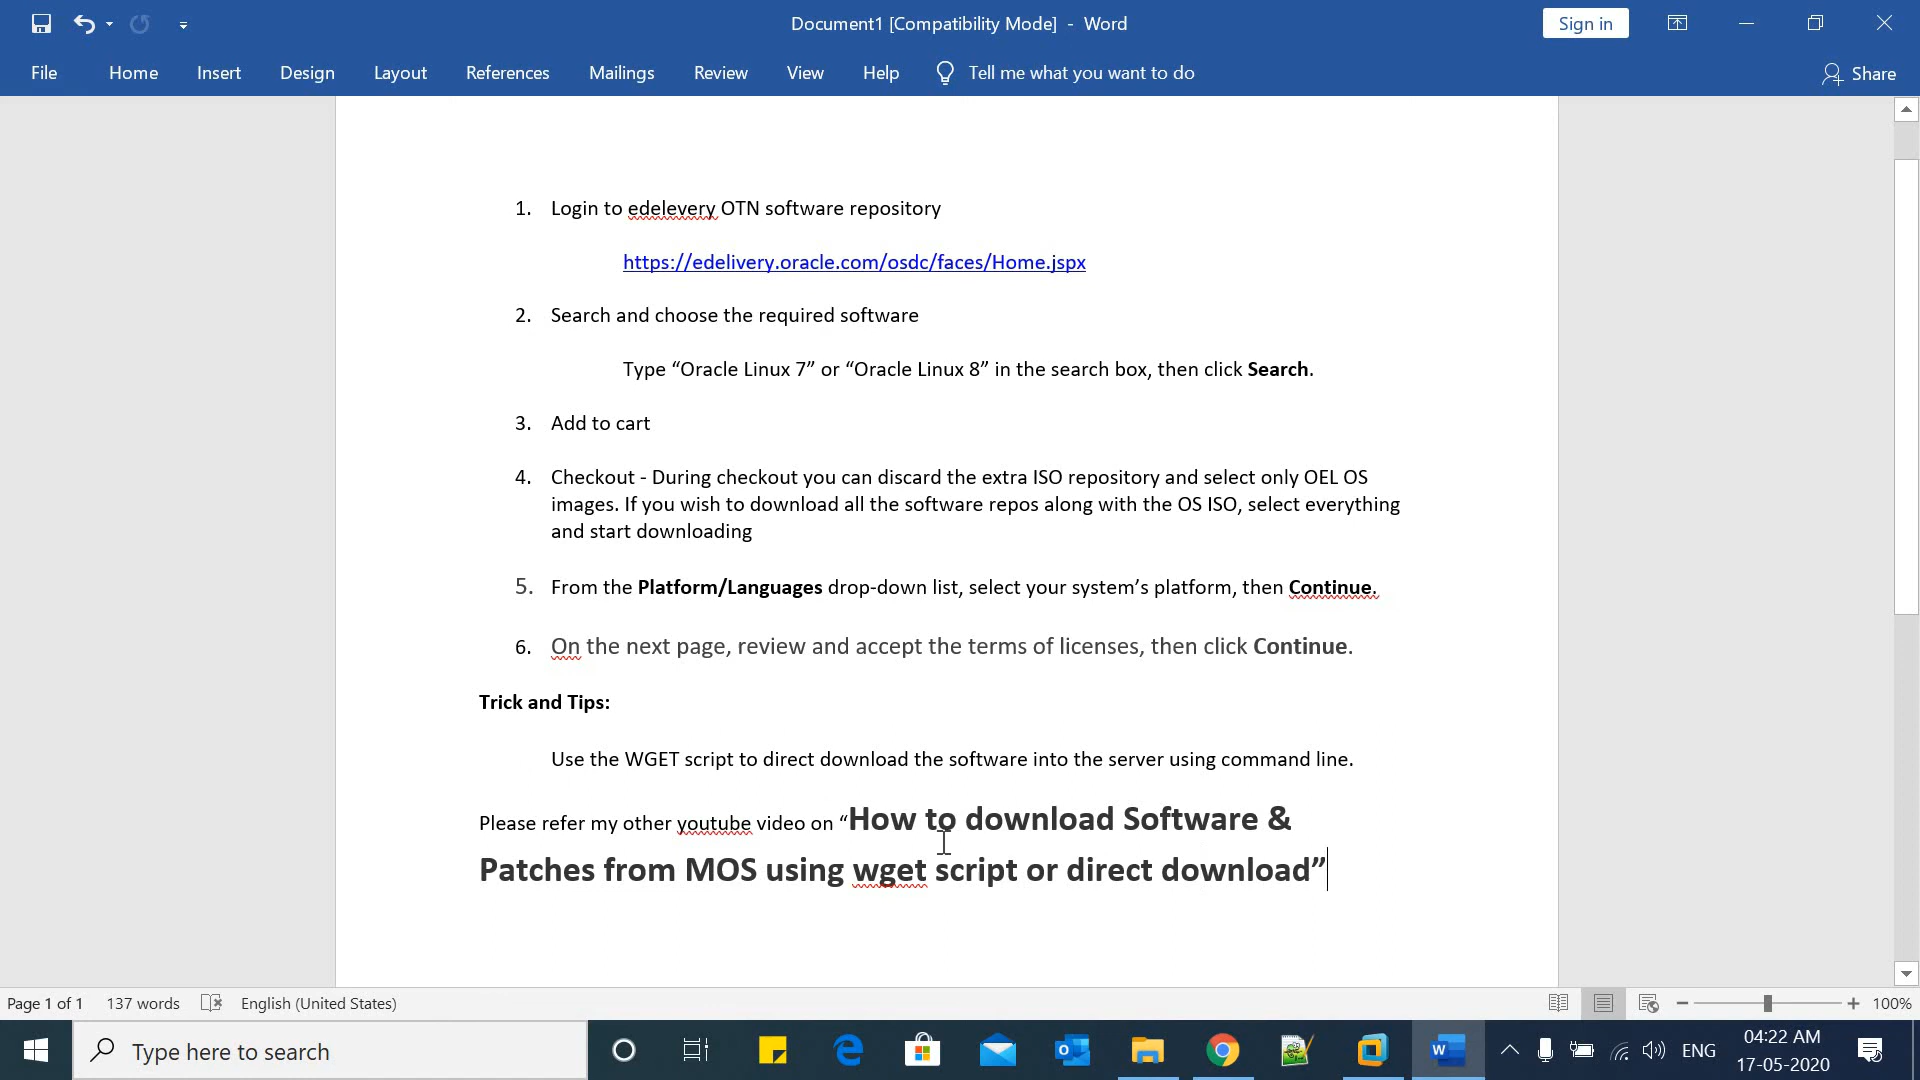 Document1 [Compatibility Mode] - Word
Sign in
File Home Insert Design Layout References Mailings Review View Help Tell me what you want to do Share
1. Login to edelevery OTN software repository
https://edelivery.oracle.com/osdc/faces/Home.jspx
2. Search and choose the required software
Type “Oracle Linux 7” or “Oracle Linux 8” in the search box, then click Search.
3. Add to cart
4. Checkout - During checkout you can discard the extra ISO repository and select only OEL OS
images. If you wish to download all the software repos along with the OS ISO, select everything
and start downloading
5. From the Platform/Languages drop-down list, select your system’s platform, then Continue.
6. On the next page, review and accept the terms of licenses, then click Continue.
Trick and Tips:
Use the WGET script to direct download the software into the server using command line.
Please refer my other youtube video on “How to download Software &
Patches from MOS using wget script or direct download”
Page 1 of 1 137 words English (United States) 100%
Type here to search
ENG
04:22 AM
17-05-2020